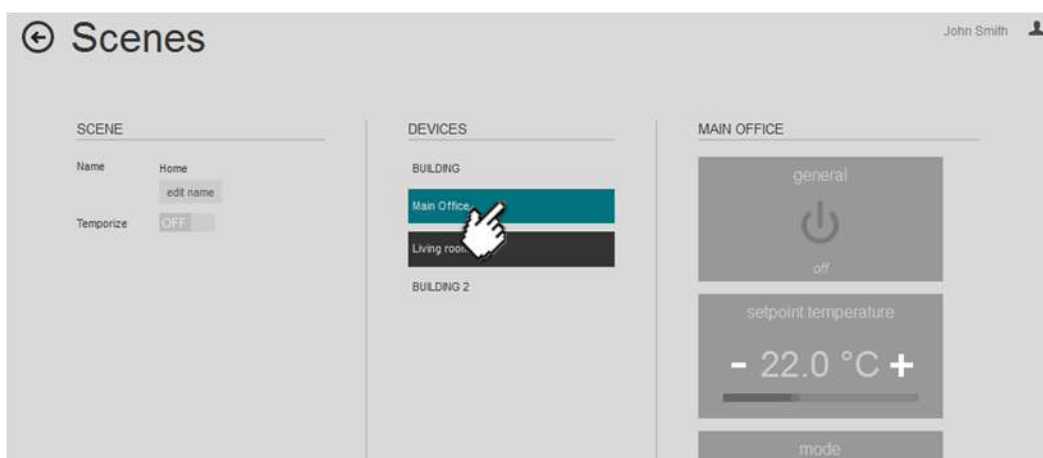 Scenes
John Smith
SCENE
Name
Home
edit name
Temporize
OFF
DEVICES
BUILDING
Main Office
Living
BUILDING 2
MAIN OFFICE
general
off
setpoint temperature
- 22.0 °C +
mode